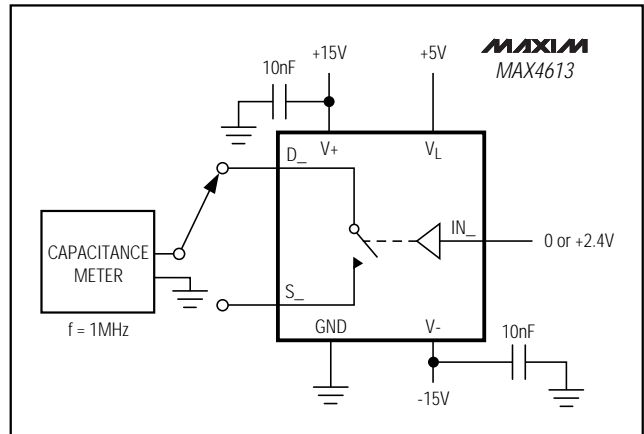 MAXIM
MAX4613
+15V
+5V
10nF
V+
VL
D_
IN_
0 or +2.4V
CAPACITANCE
METER
f = 1MHz
S_
GND
V-
10nF
-15V